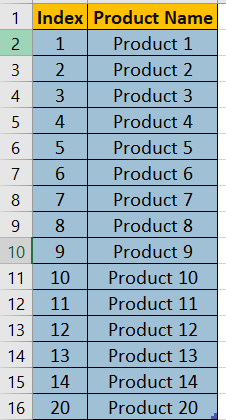 1 Index Product Name
2 1 Product 1
3 2 Product 2
4 3 Product 3
5 4 Product 4
6 5 Product 5
7 6 Product 6
8 7 Product 7
9 8 Product 8
10 9 Product 9
11 10 Product 10
12 11 Product 11
13 12 Product 12
14 13 Product 13
15 14 Product 14
16 20 Product 20